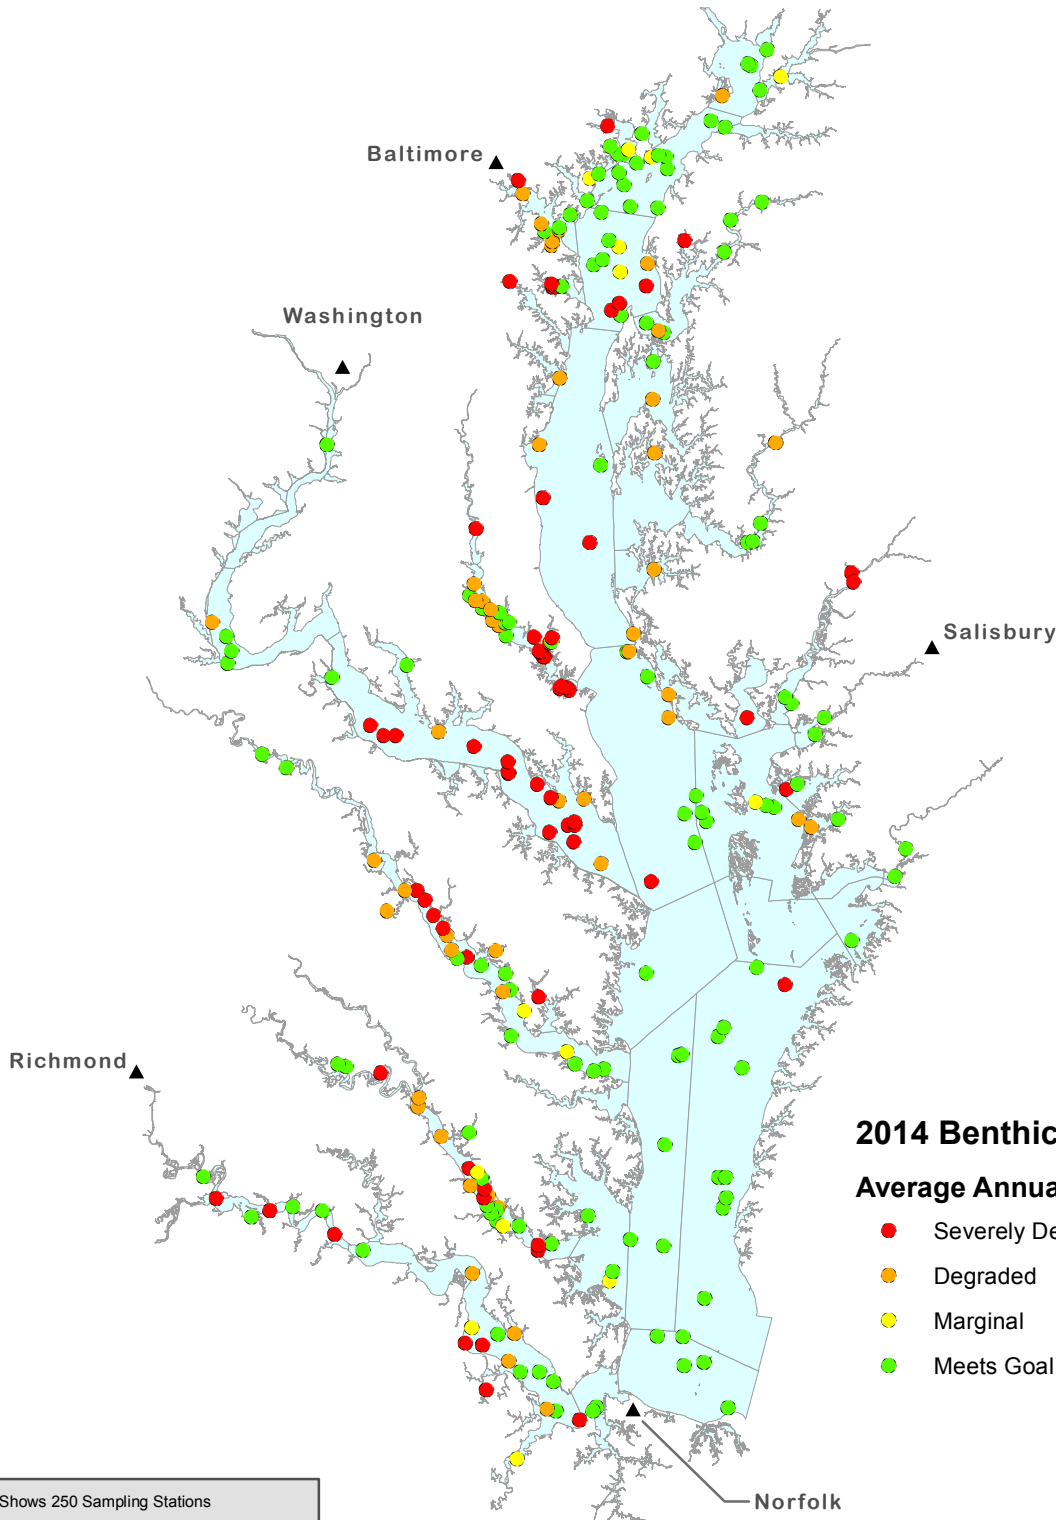 Baltimore
Washington
Salisbury
Richmond
2014 Benthic
Average Annua
Severely De
Degraded
Marginal
Meets Goal
Shows 250 Sampling Stations
Norfolk